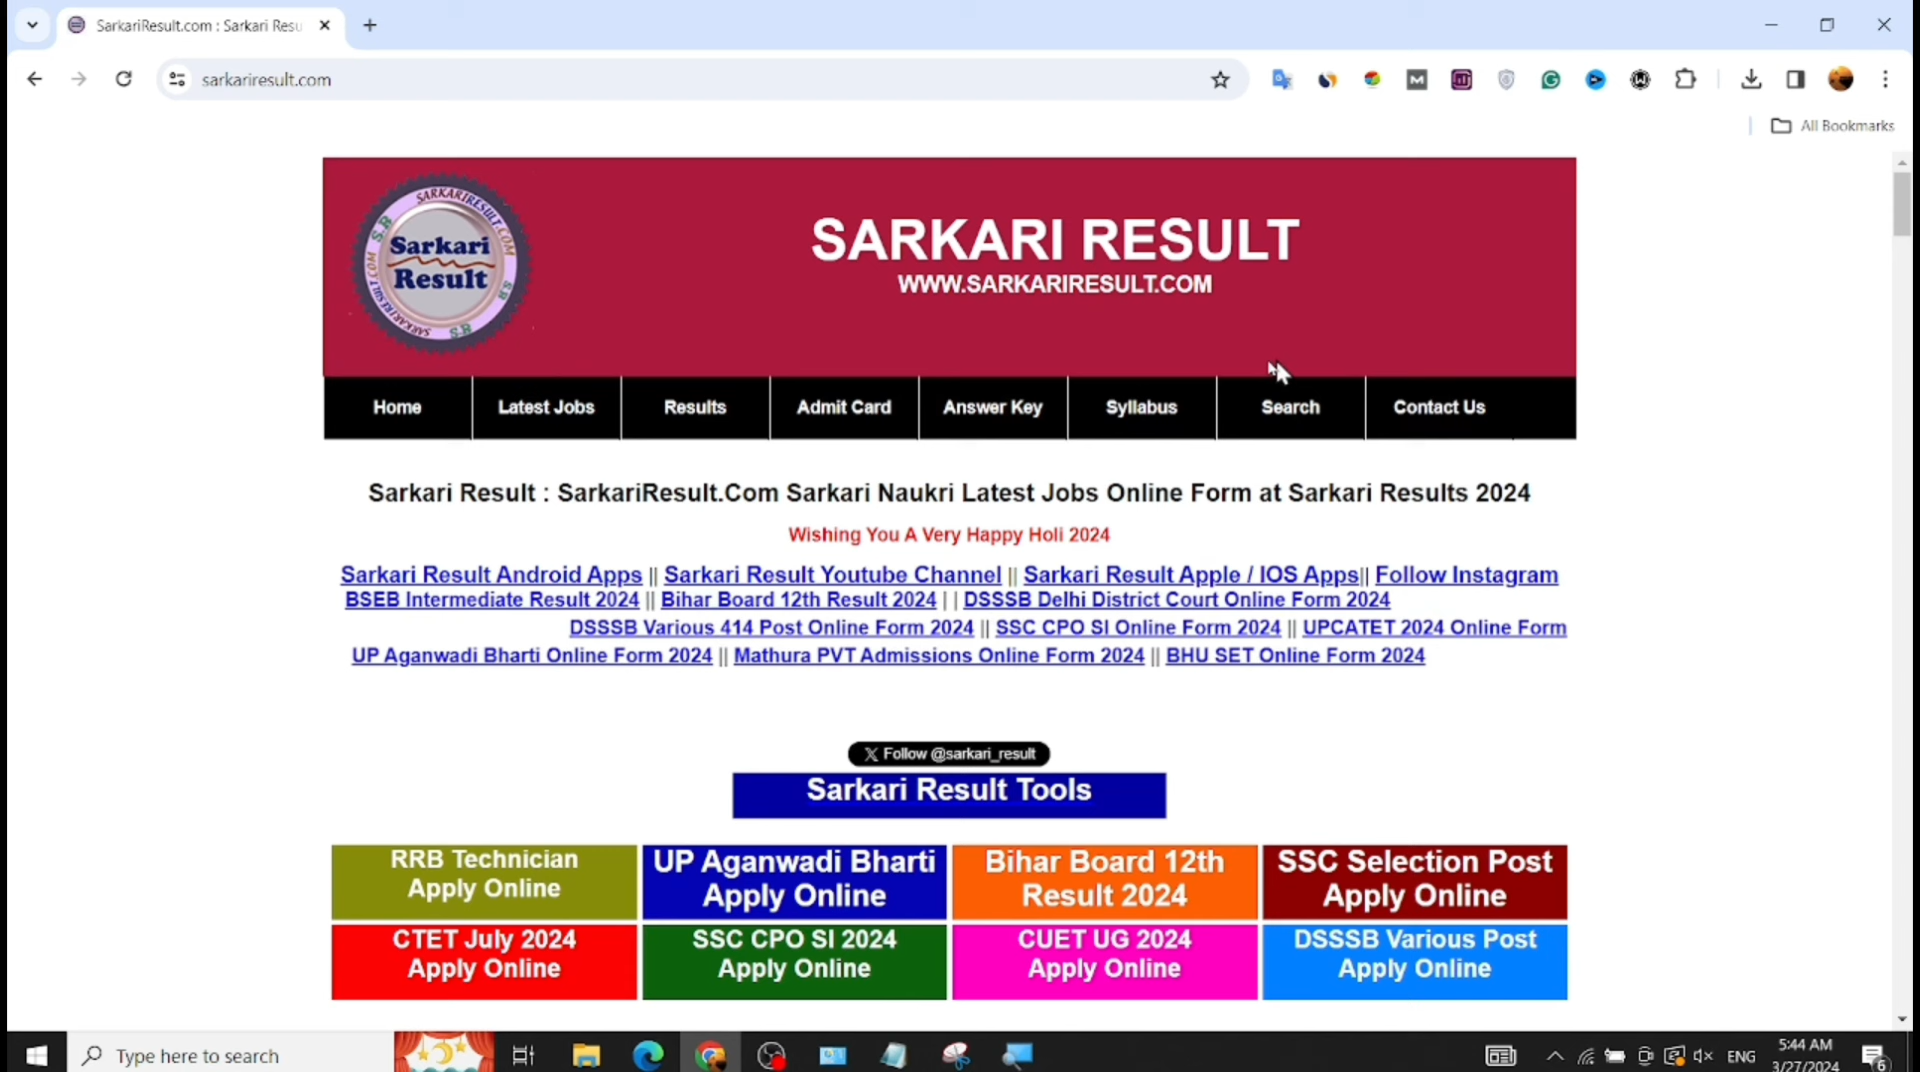 SarkariResult.com : Sarkari Resu
sarkariresult.com
All Bookmarks
SARKARIRESULT.COM
S.R
Sarkari
Result
SARKARI RESULT
WWW.SARKARIRESULT.COM
Home Latest Jobs Results Admit Card Answer Key Syllabus Search Contact Us
Sarkari Result : SarkariResult.Com Sarkari Naukri Latest Jobs Online Form at Sarkari Results 2024
Wishing You A Very Happy Holi 2024
Sarkari Result Android Apps || Sarkari Result Youtube Channel || Sarkari Result Apple / IOS Apps|| Follow Instagram
BSEB Intermediate Result 2024 || Bihar Board 12th Result 2024 | | DSSSB Delhi District Court Online Form 2024
DSSSB Various 414 Post Online Form 2024 || SSC CPO SI Online Form 2024 || UPCATET 2024 Online Form
UP Aganwadi Bharti Online Form 2024 || Mathura PVT Admissions Online Form 2024 || BHU SET Online Form 2024
X Follow @sarkari_result
Sarkari Result Tools
RRB Technician
Apply Online
UP Aganwadi Bharti
Apply Online
Bihar Board 12th
Result 2024
SSC Selection Post
Apply Online
CTET July 2024
Apply Online
SSC CPO SI 2024
Apply Online
CUET UG 2024
Apply Online
DSSSB Various Post
Apply Online
Type here to search
ENG
5:44 AM
3/27/2024
6